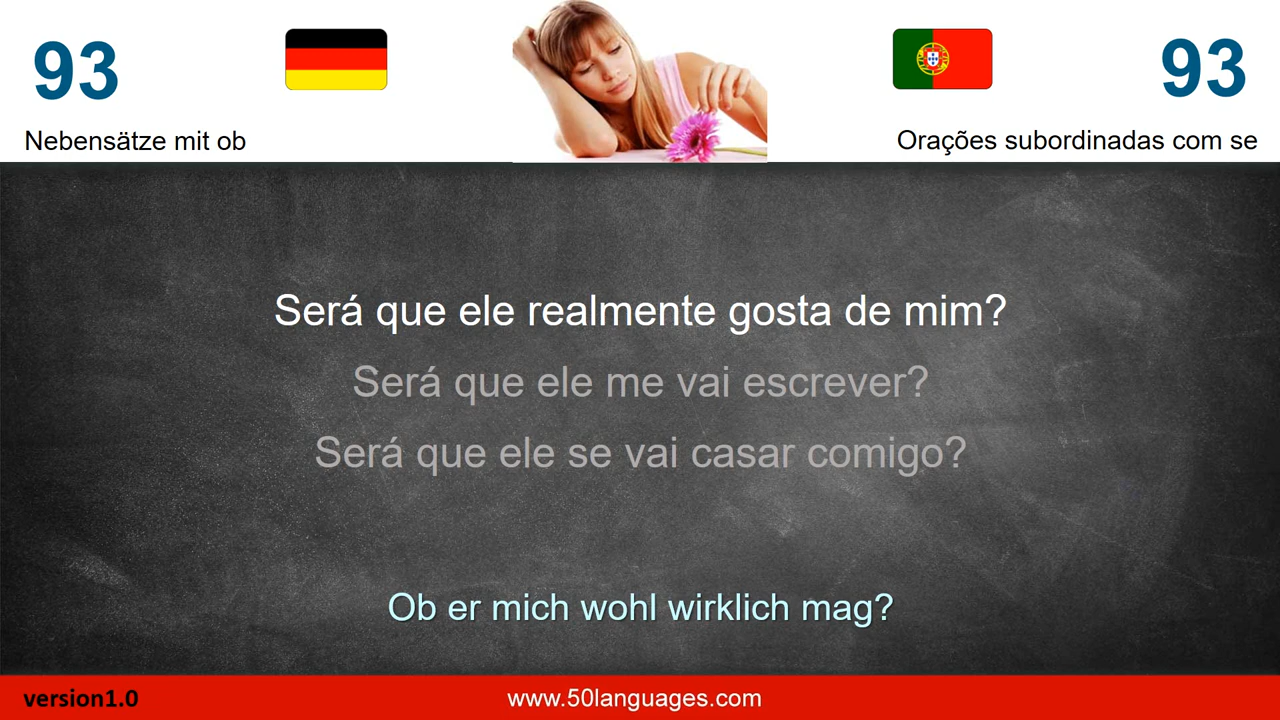 93
93
Nebensätze mit ob
Orações subordinadas com se
Será que ele realmente gosta de mim?
Será que ele me vai escrever?
Será que ele se vai casar comigo?
Ob er mich wohl wirklich mag?
version1.0
www.50languages.com